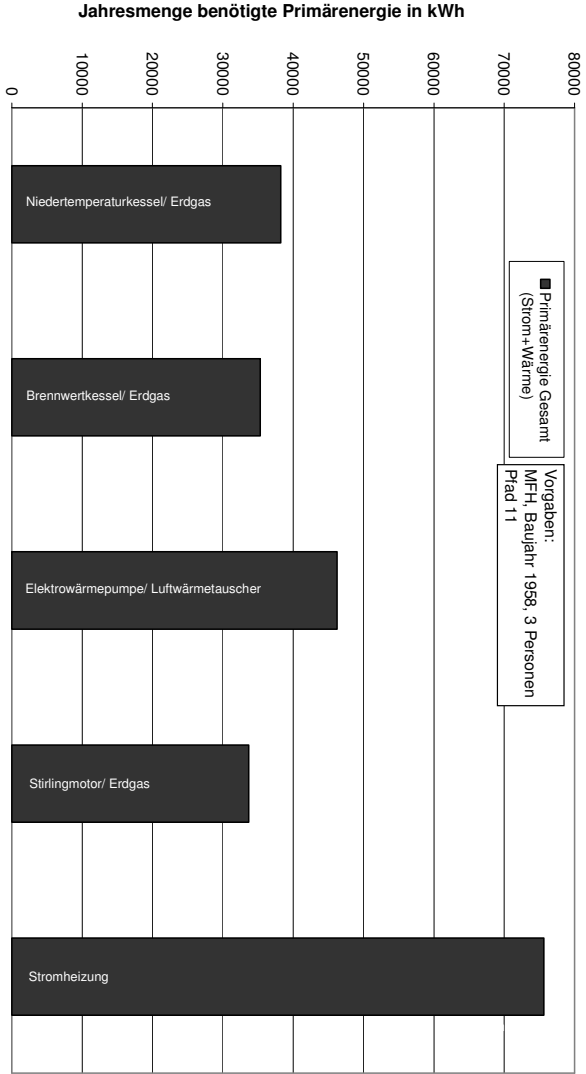 Jahresmenge benötigte Primärenergie in kWh
0
10000
20000
30000
40000
50000
60000
70000
80000
Niedertemperaturkessel/ Erdgas
Brennwertkessel/ Erdgas
Elektrowärmepumpe/ Luftwärmetauscher
Stirlingmotor/ Erdgas
Stromheizung
Primärenergie Gesamt
(Strom+Wärme)
Vorgaben:
MFH, Baujahr 1958, 3 Personen
Pfad 11